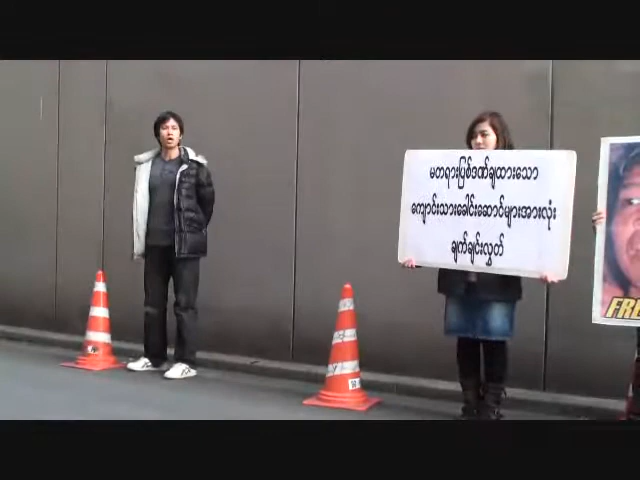 မတရားပြစ်ဒဏ်ချထားသော
ကျောင်းသားခေါင်းဆောင်များအားလုံး
ချက်ချင်းလွှတ်